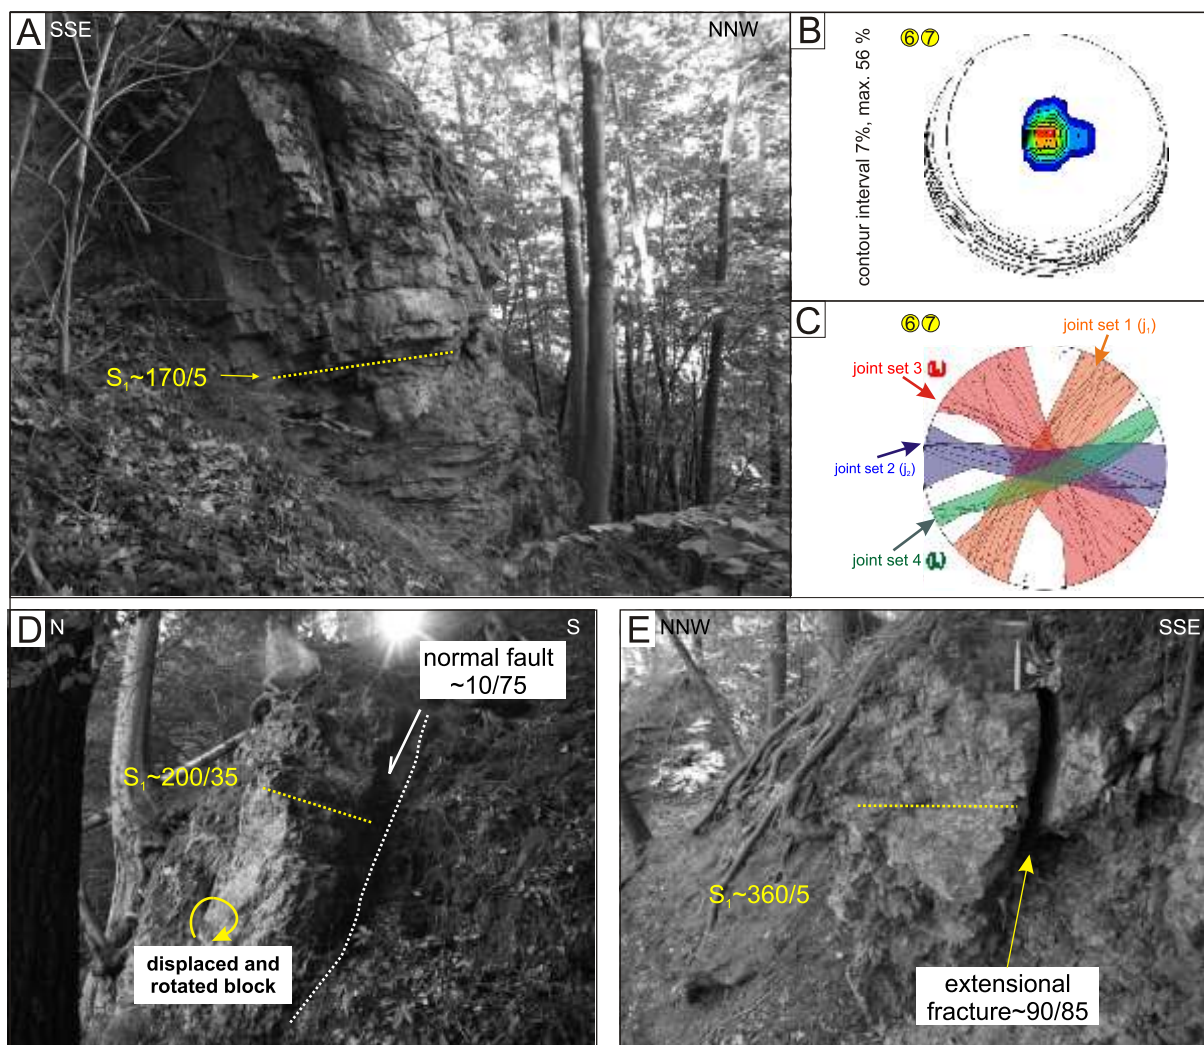 A SSE
NNW
S₁~170/5
B
6 7
contour interval 7%, max. 56 %
C
6 7
joint set 1 (j₁)
joint set 3
joint set 2 (j₂)
joint set 4
D N
S
normal fault
~10/75
S₁~200/35
displaced and
rotated block
E NNW
SSE
S₁~360/5
extensional
fracture~90/85